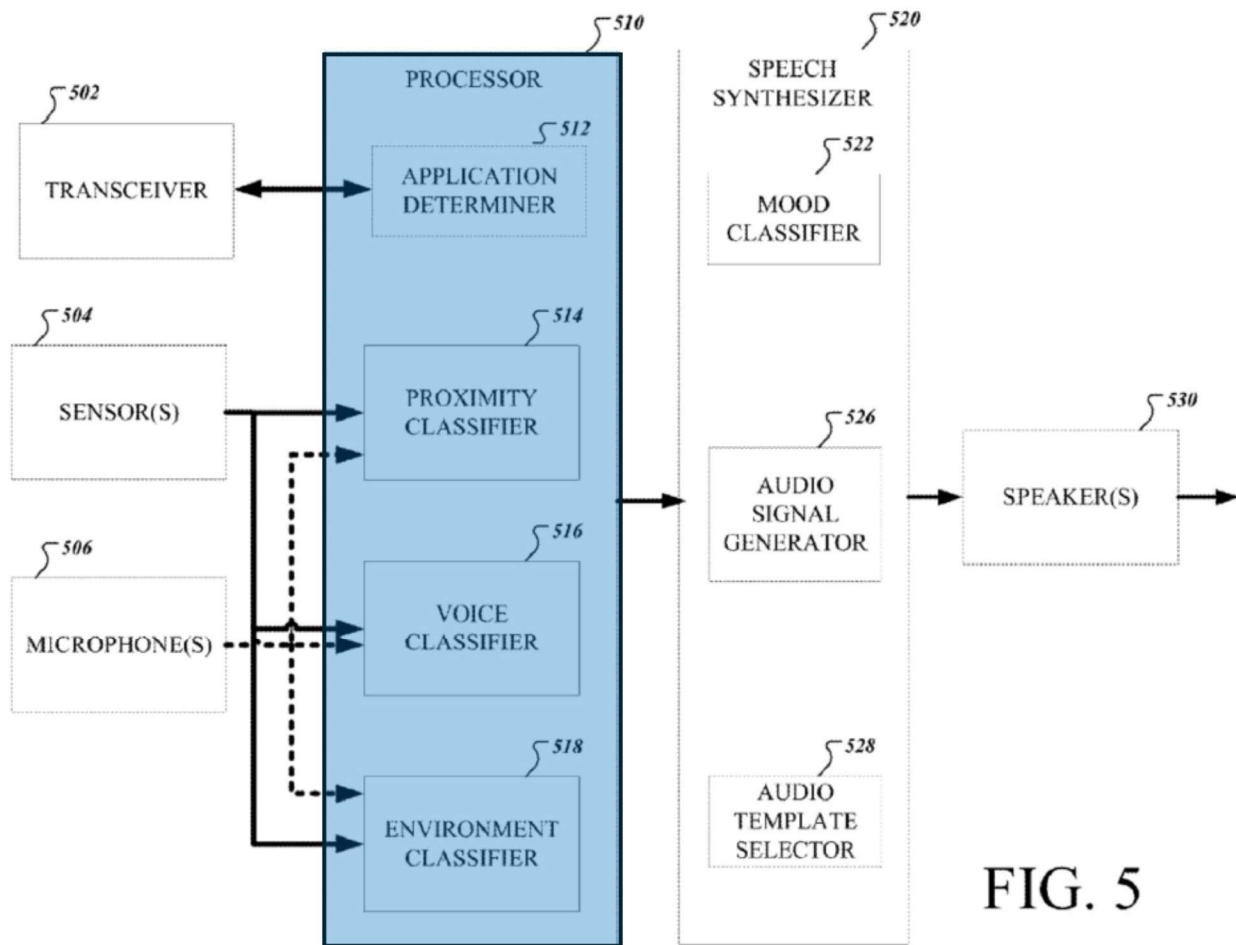 510
PROCESSOR
520
SPEECH
SYNTHESIZER
502
TRANSCEIVER
512
APPLICATION
DETERMINER
522
MOOD
CLASSIFIER
504
SENSOR(S)
514
PROXIMITY
CLASSIFIER
526
AUDIO
SIGNAL
GENERATOR
530
SPEAKER(S)
506
MICROPHONE(S)
516
VOICE
CLASSIFIER
518
ENVIRONMENT
CLASSIFIER
528
AUDIO
TEMPLATE
SELECTOR
FIG. 5